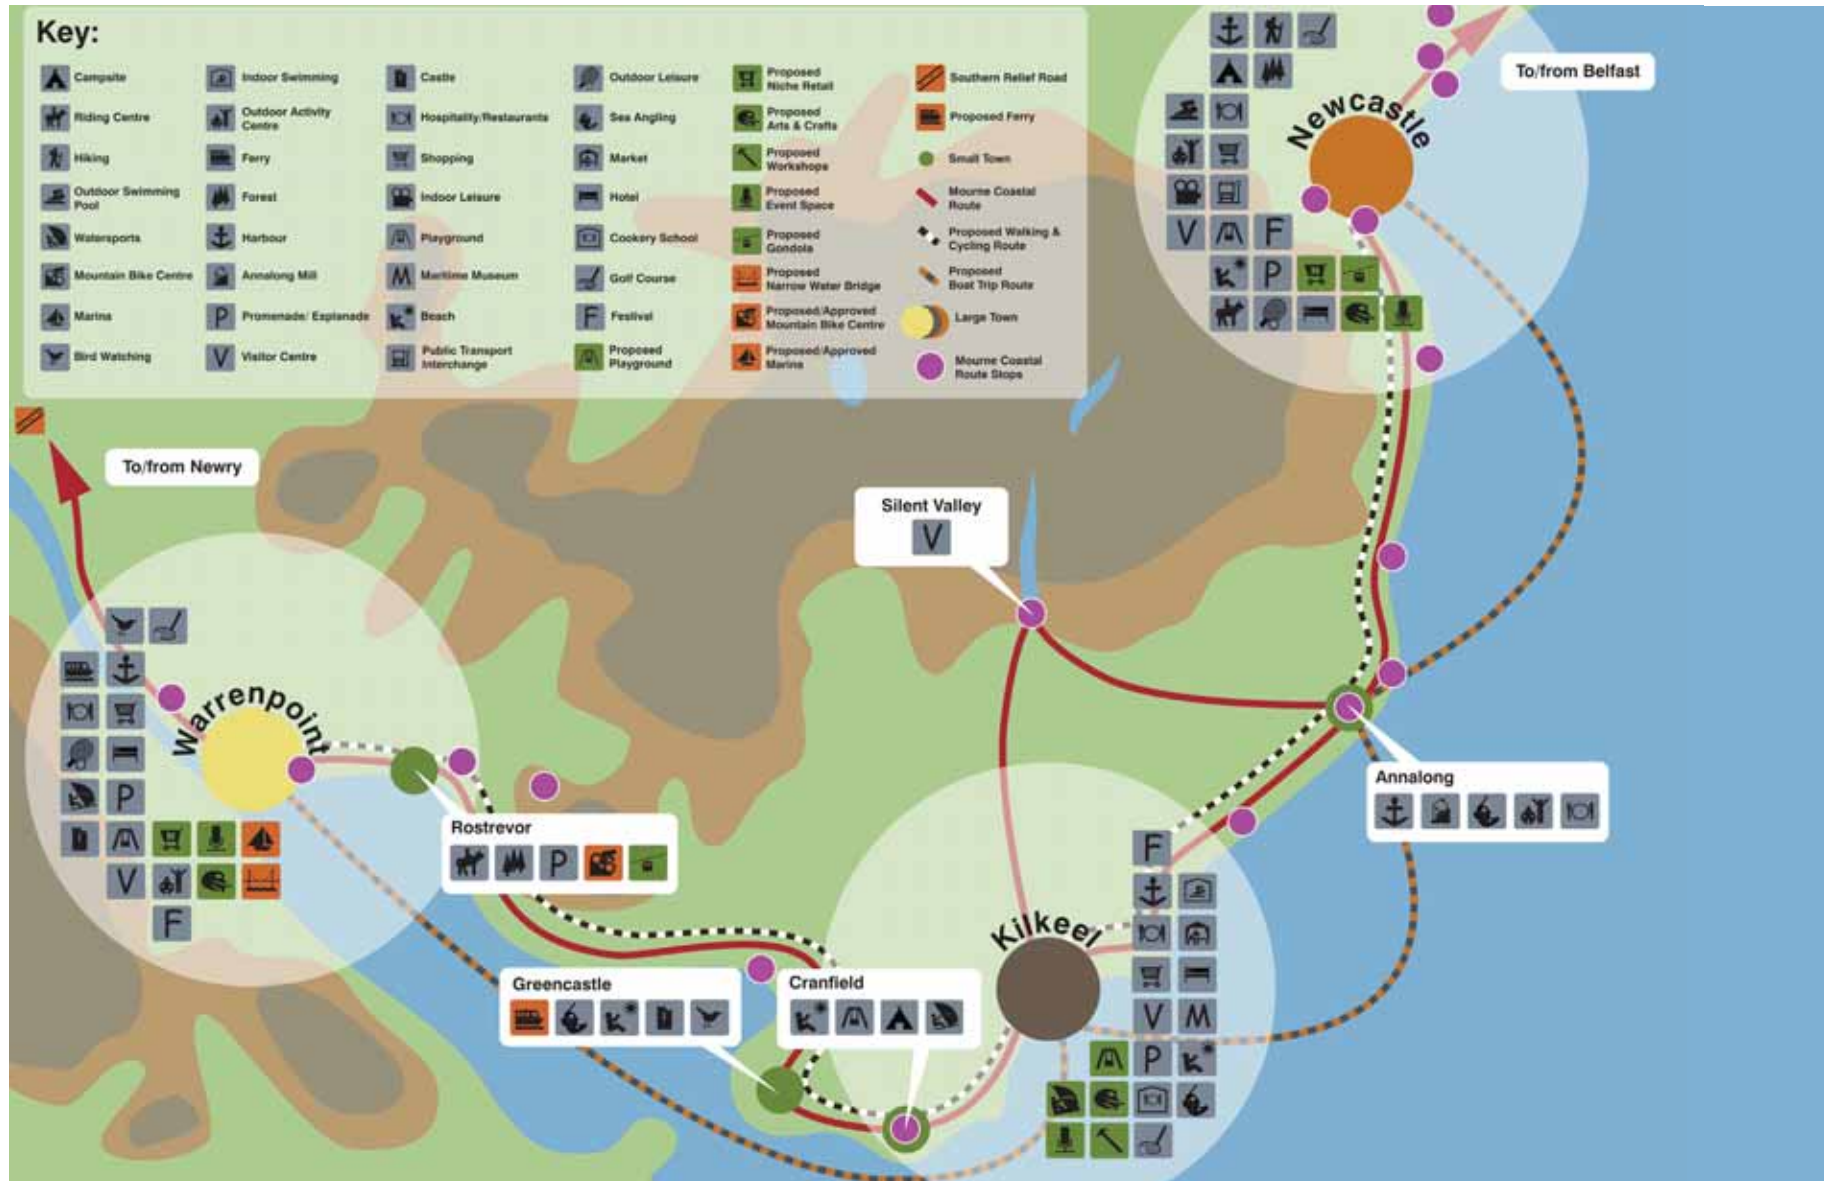 Key:
Campsite
Riding Centre
Hiking
Outdoor Swimming
Pool
Watersports
Mountain Bike Centre
Marina
Bird Watching
Indoor Swimming
Outdoor Activity
Centre
Ferry
Forest
Harbour
Annalong Mill
P
Promenade/ Esplanade
V
Visitor Centre
Castle
Hospitality/Restaurants
Shopping
Indoor Leisure
Playground
M
Maritime Museum
Beach
Public Transport
Interchange
Outdoor Leisure
Sea Angling
Market
Hotel
Cookery School
Golf Course
F
Festival
Proposed
Playground
Proposed
Niche Retail
Proposed
Arts & Crafts
Proposed
Workshops
Proposed
Event Space
Proposed
Gondola
Proposed
Narrow Water Bridge
Proposed/Approved
Mountain Bike Centre
Proposed/Approved
Marina
Southern Relief Road
Proposed Ferry
Small Town
Mourne Coastal
Route
Proposed Walking &
Cycling Route
Proposed
Boat Trip Route
Large Town
Mourne Coastal
Route Stops
To/from Belfast
Newcastle
V
F
P
To/from Newry
Silent Valley
V
Warrenpoint
P
V
F
Rostrevor
P
Annalong
Greencastle
Cranfield
Kilkeel
F
V M
P